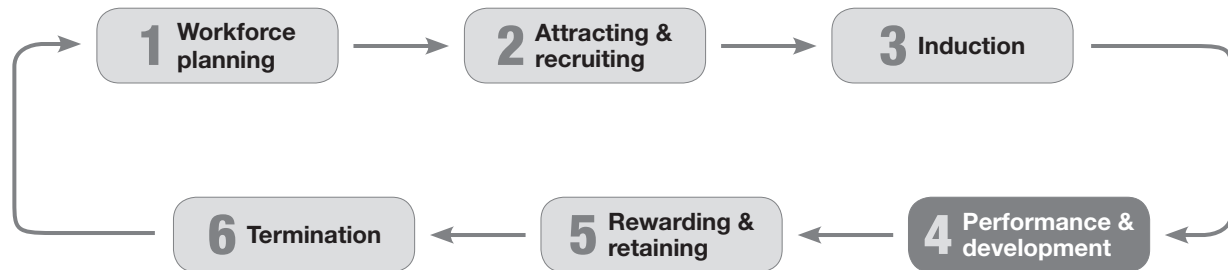 1 Workforce
planning
2 Attracting &
recruiting
3 Induction
4 Performance &
development
5 Rewarding &
retaining
6 Termination